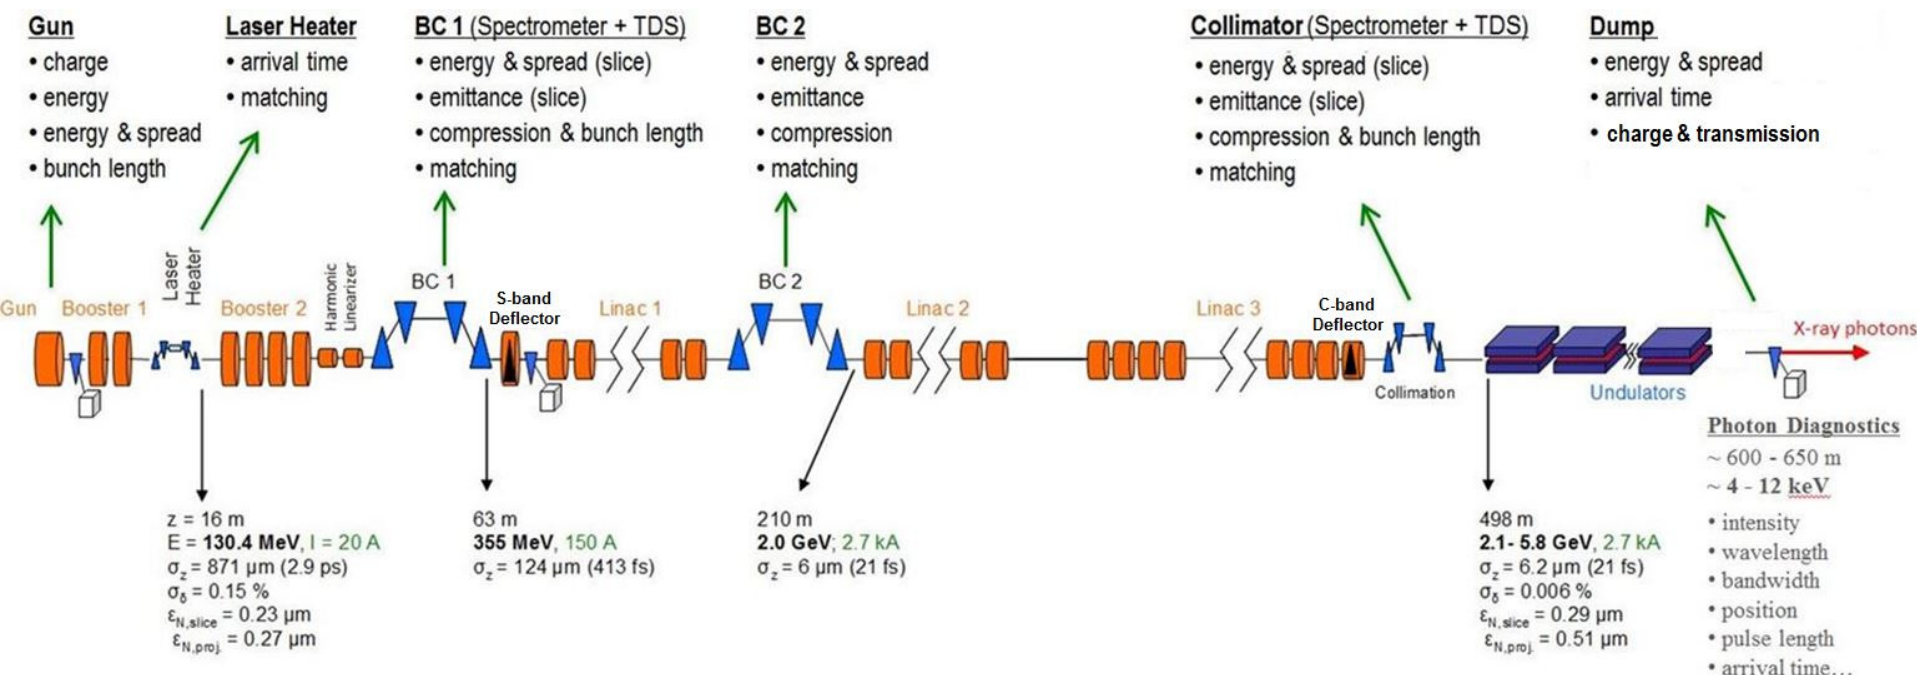 Gun
• charge
• energy
• energy & spread
• bunch length
Laser Heater
• arrival time
• matching
BC 1 (Spectrometer + TDS)
• energy & spread (slice)
• emittance (slice)
• compression & bunch length
• matching
BC 2
• energy & spread
• emittance
• compression
• matching
Collimator (Spectrometer + TDS)
• energy & spread (slice)
• emittance (slice)
• compression & bunch length
• matching
Dump
• energy & spread
• arrival time
• charge & transmission
Gun
Booster 1
Laser
Heater
Booster 2
Harmonic
Linearizer
BC 1
S-band
Deflector
Linac 1
BC 2
Linac 2
Linac 3
C-band
Deflector
Collimation
Undulators
X-ray photons
z = 16 m
E = 130.4 MeV, I = 20 A
σz = 871 µm (2.9 ps)
σδ = 0.15 %
εN,slice = 0.23 µm
εN,proj. = 0.27 µm
63 m
355 MeV, 150 A
σz = 124 µm (413 fs)
210 m
2.0 GeV; 2.7 kA
σz = 6 µm (21 fs)
498 m
2.1- 5.8 GeV, 2.7 kA
σz = 6.2 µm (21 fs)
σδ = 0.006 %
εN,slice = 0.29 µm
εN,proj. = 0.51 µm
Photon Diagnostics
~ 600 - 650 m
~ 4 - 12 keV
• intensity
• wavelength
• bandwidth
• position
• pulse length
• arrival time...